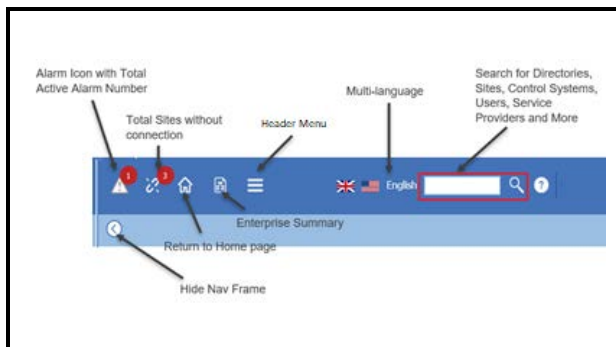 Alarm Icon with Total
Active Alarm Number
Total Sites without
connection
Header Menu
Multi-language
Search for Directories,
Sites, Control Systems,
Users, Service
Providers and More
1
3
English
?
Enterprise Summary
Return to Home page
Hide Nav Frame